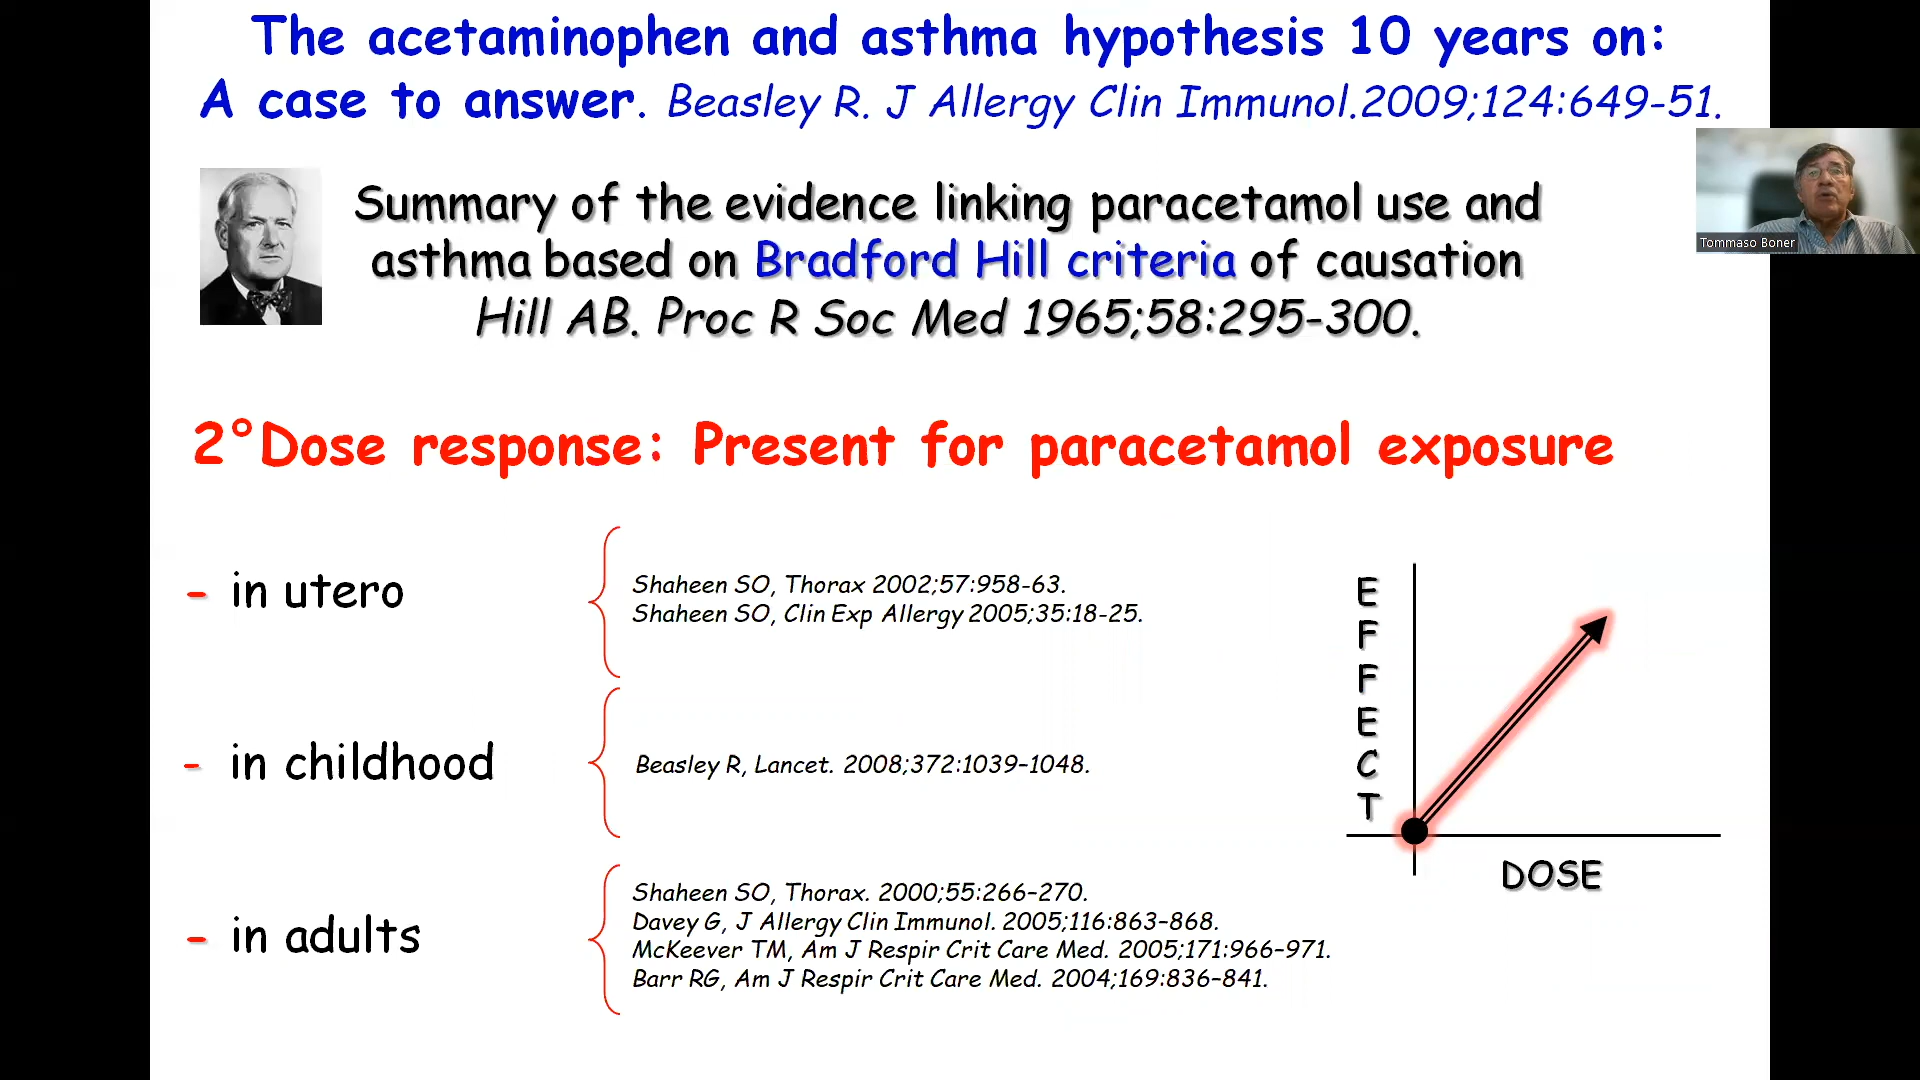 The acetaminophen and asthma hypothesis 10 years on:
A case to answer. Beasley R. J Allergy Clin Immunol.2009;124:649-51.
Tommaso Boner
Summary of the evidence linking paracetamol use and
asthma based on Bradford Hill criteria of causation
Hill AB. Proc R Soc Med 1965;58:295-300.
2°Dose response: Present for paracetamol exposure
- in utero
Shaheen SO, Thorax 2002;57:958-63.
Shaheen SO, Clin Exp Allergy 2005;35:18-25.
- in childhood
Beasley R, Lancet. 2008;372:1039–1048.
- in adults
Shaheen SO, Thorax. 2000;55:266–270.
Davey G, J Allergy Clin Immunol. 2005;116:863–868.
McKeever TM, Am J Respir Crit Care Med. 2005;171:966–971.
Barr RG, Am J Respir Crit Care Med. 2004;169:836–841.
EFFECT
DOSE